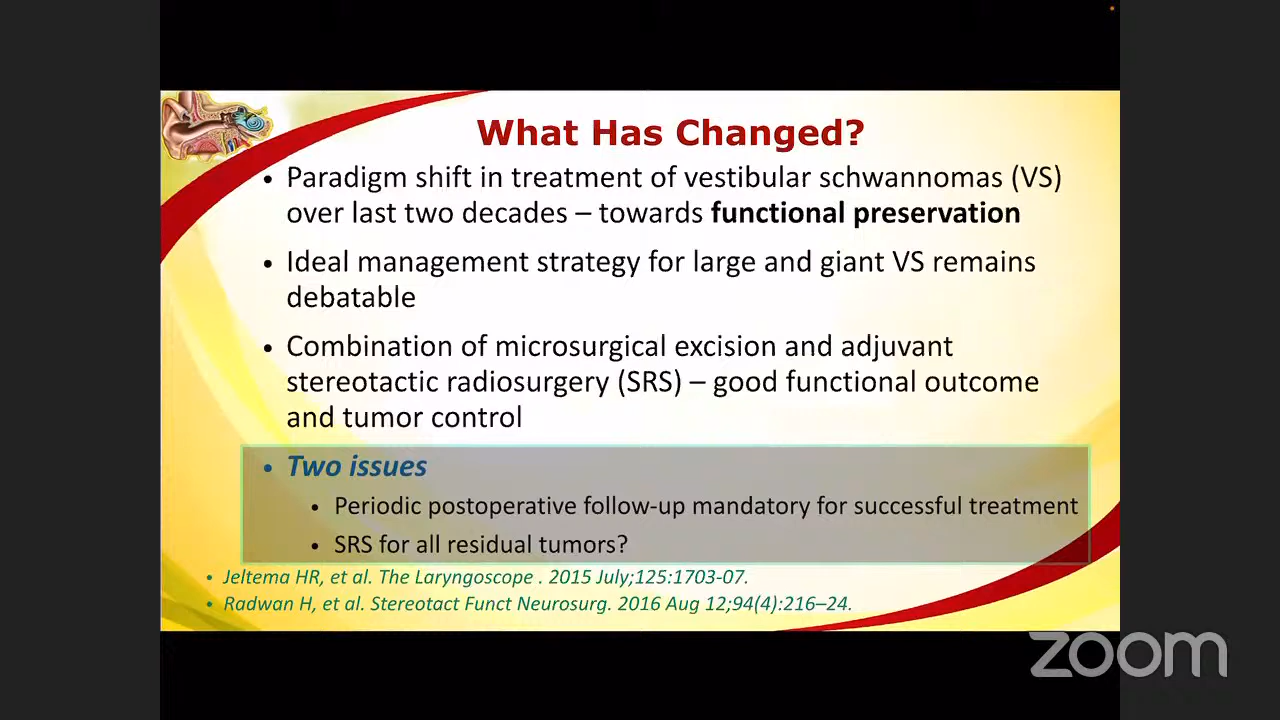 What Has Changed?
• Paradigm shift in treatment of vestibular schwannomas (VS)
over last two decades – towards functional preservation
• Ideal management strategy for large and giant VS remains
debatable
• Combination of microsurgical excision and adjuvant
stereotactic radiosurgery (SRS) – good functional outcome
and tumor control
• Two issues
• Periodic postoperative follow-up mandatory for successful treatment
• SRS for all residual tumors?
• Jeltema HR, et al. The Laryngoscope . 2015 July;125:1703-07.
• Radwan H, et al. Stereotact Funct Neurosurg. 2016 Aug 12;94(4):216–24.
zoom